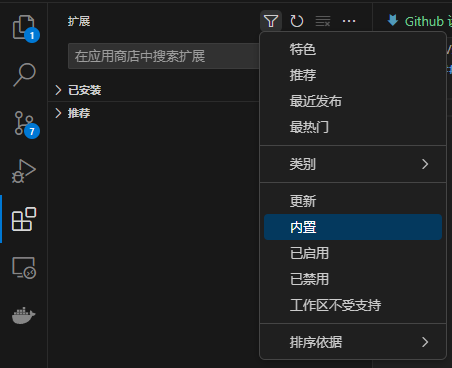 扩展
Github
在应用商店中搜索扩展
已安装
推荐
特色
推荐
最近发布
最热门
类别
更新
内置
已启用
已禁用
工作区不受支持
排序依据
1
7